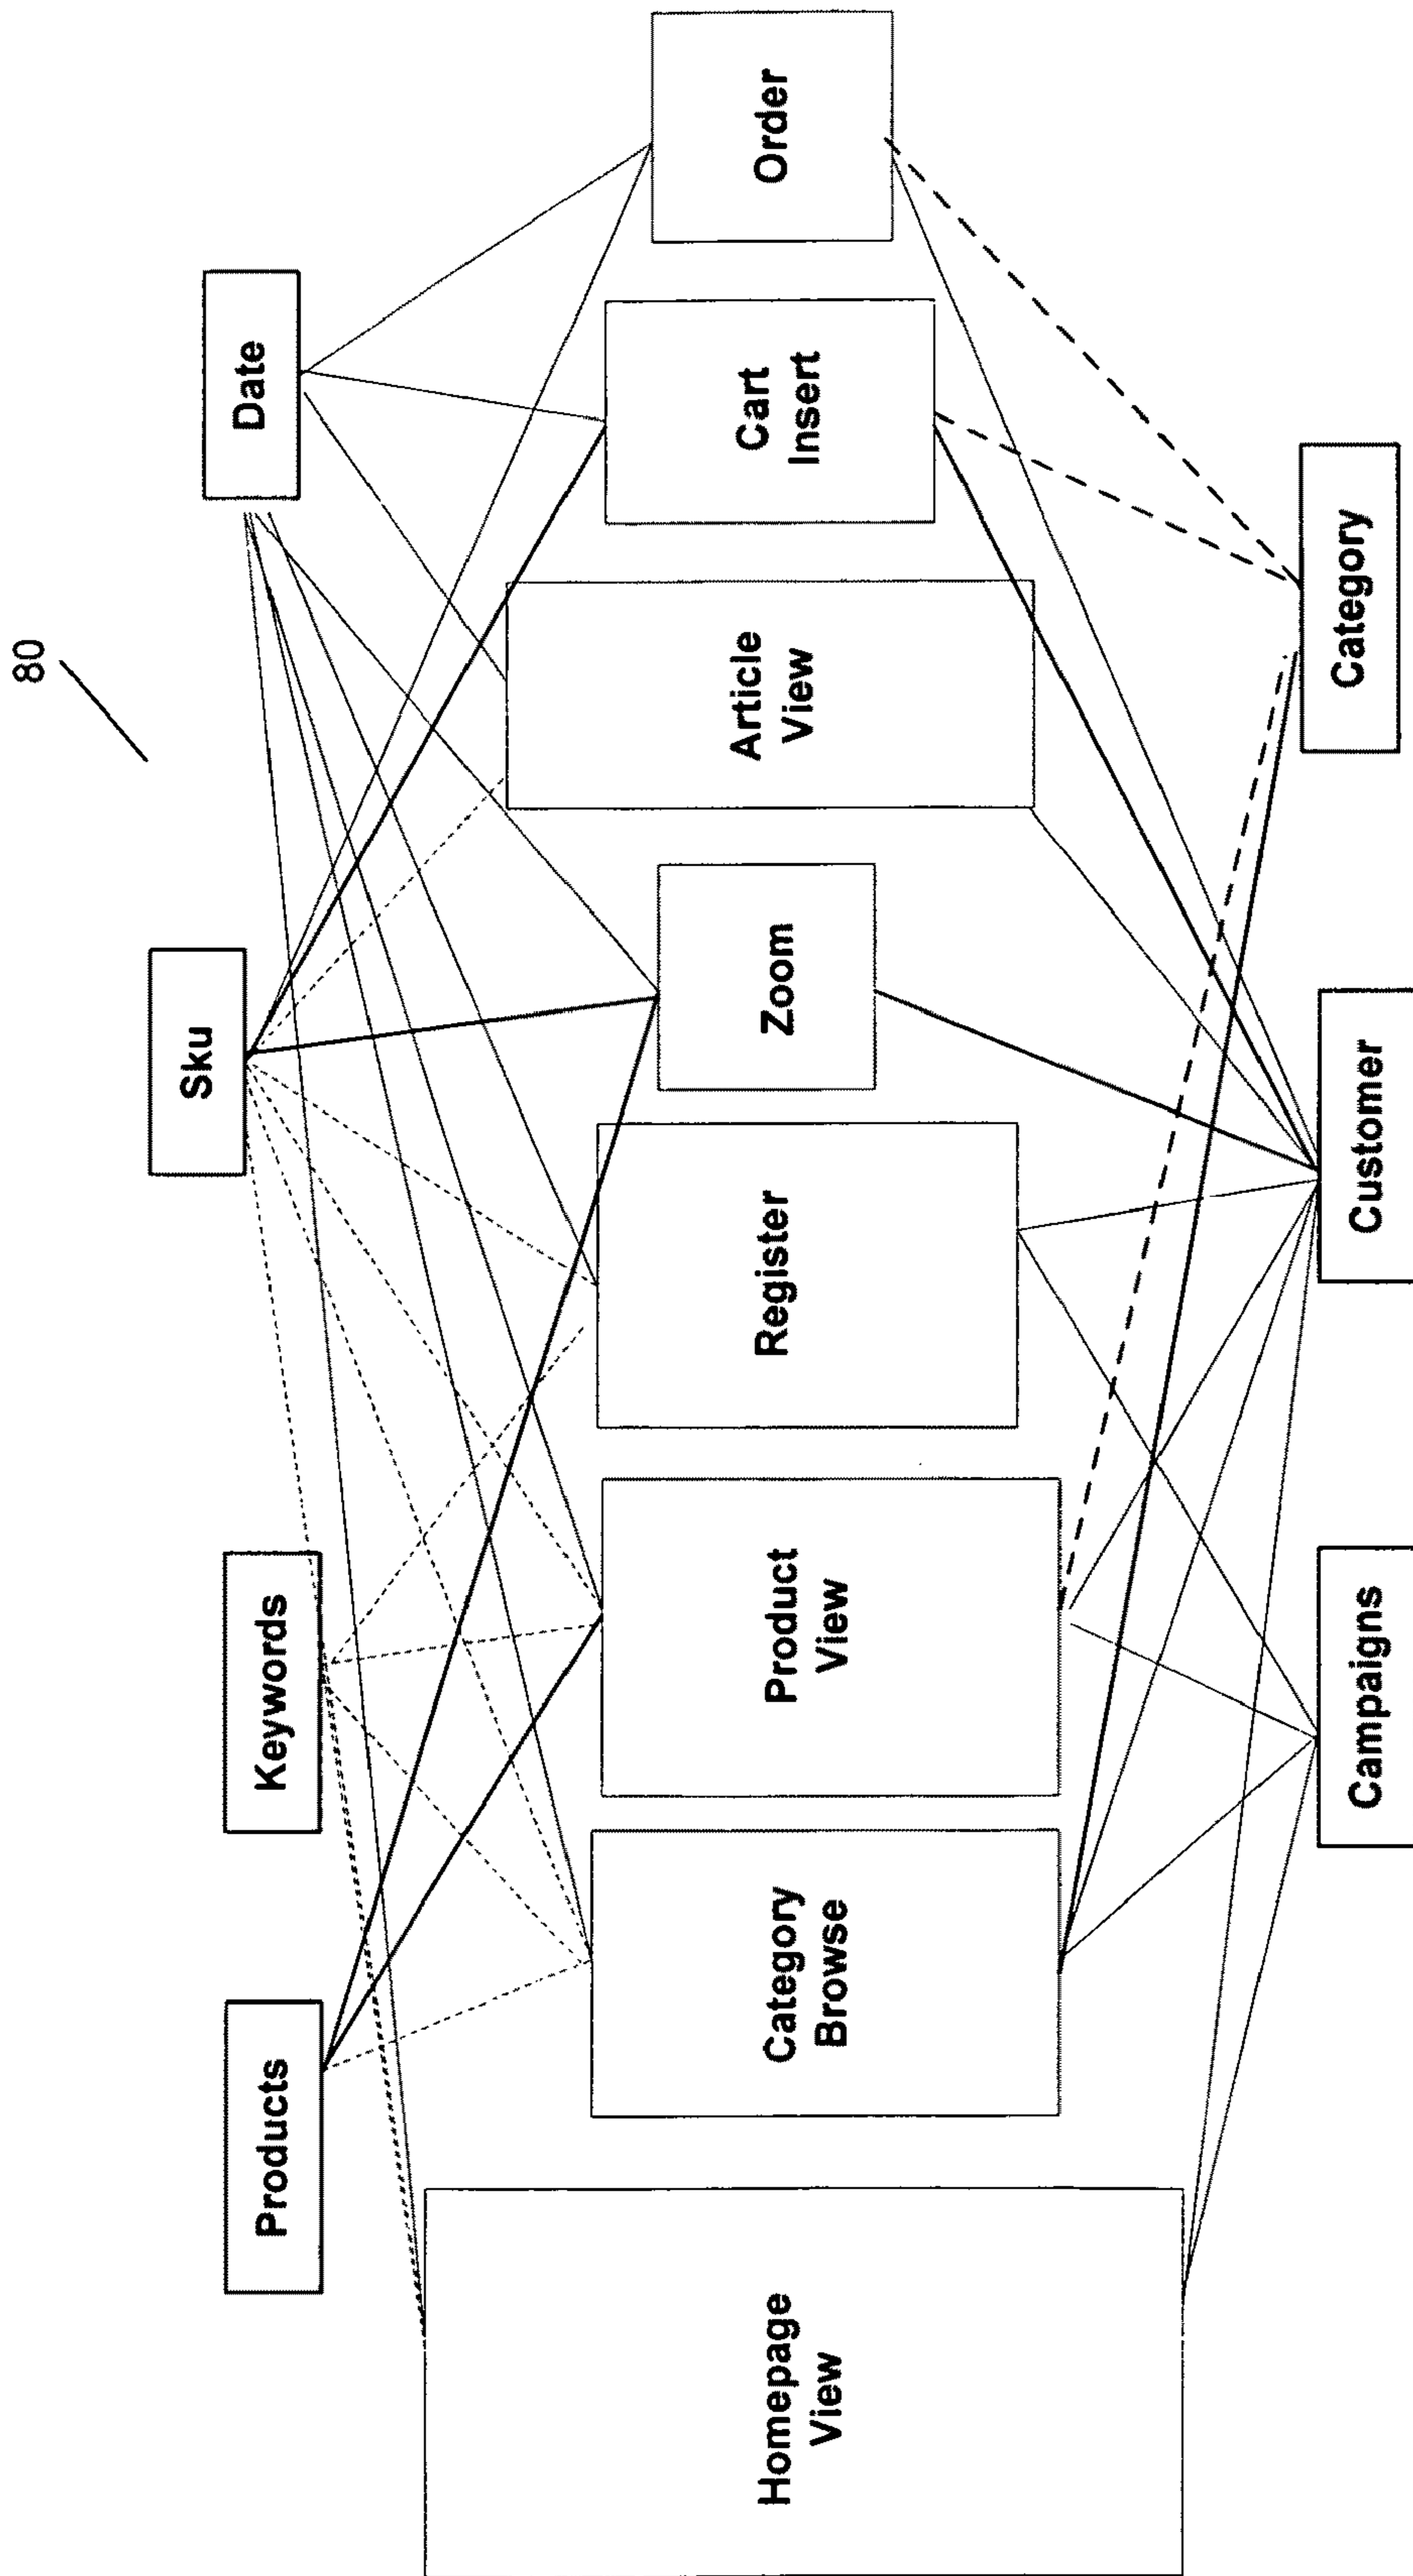 80
Products
Keywords
Sku
Date
Homepage
View
Category
Browse
Product
View
Register
Zoom
Article
View
Cart
Insert
Order
Campaigns
Customer
Category